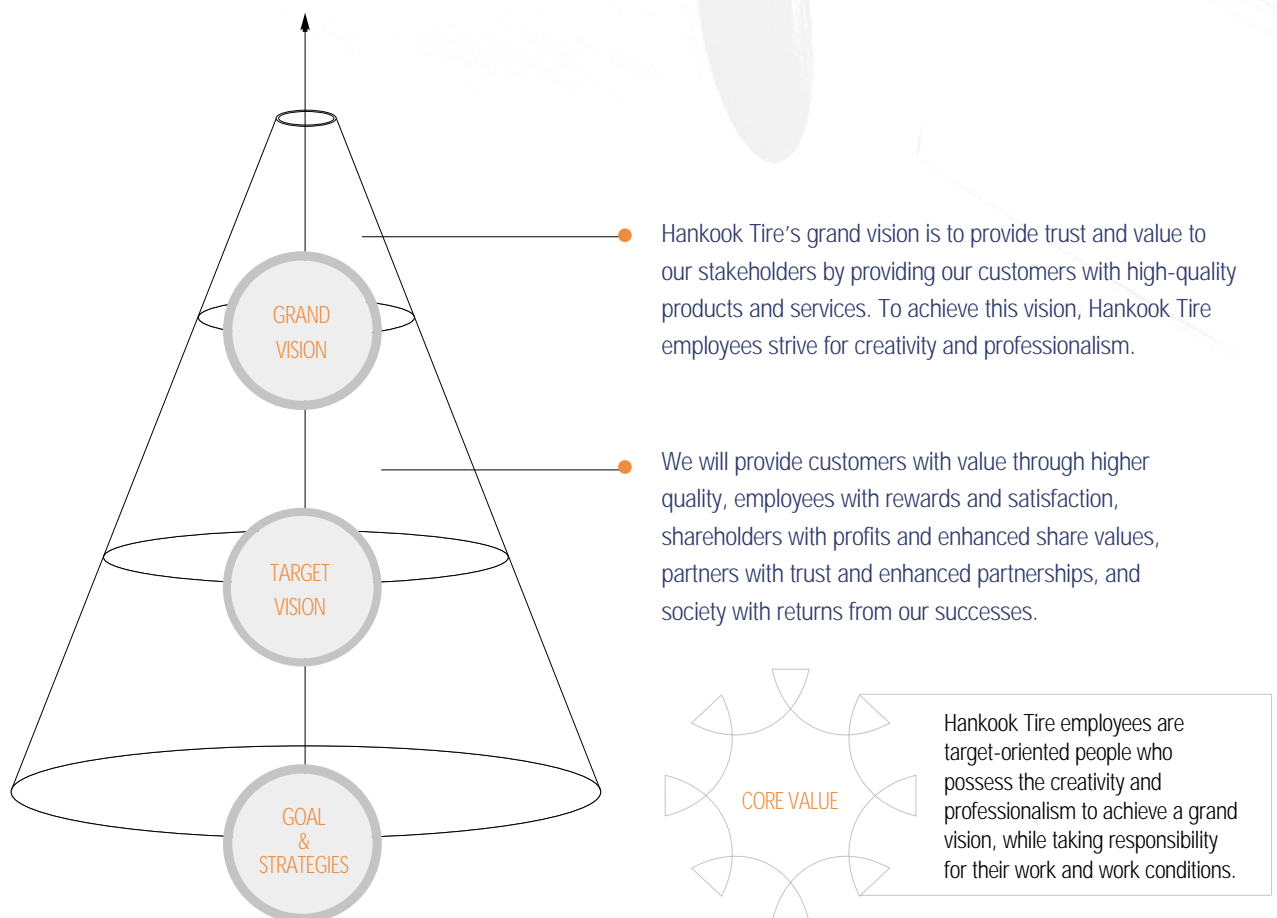 GRAND
VISION
Hankook Tire's grand vision is to provide trust and value to
our stakeholders by providing our customers with high-quality
products and services. To achieve this vision, Hankook Tire
employees strive for creativity and professionalism.
TARGET
VISION
We will provide customers with value through higher
quality, employees with rewards and satisfaction,
shareholders with profits and enhanced share values,
partners with trust and enhanced partnerships, and
society with returns from our successes.
GOAL
&
STRATEGIES
CORE VALUE
Hankook Tire employees are
target-oriented people who
possess the creativity and
professionalism to achieve a grand
vision, while taking responsibility
for their work and work conditions.